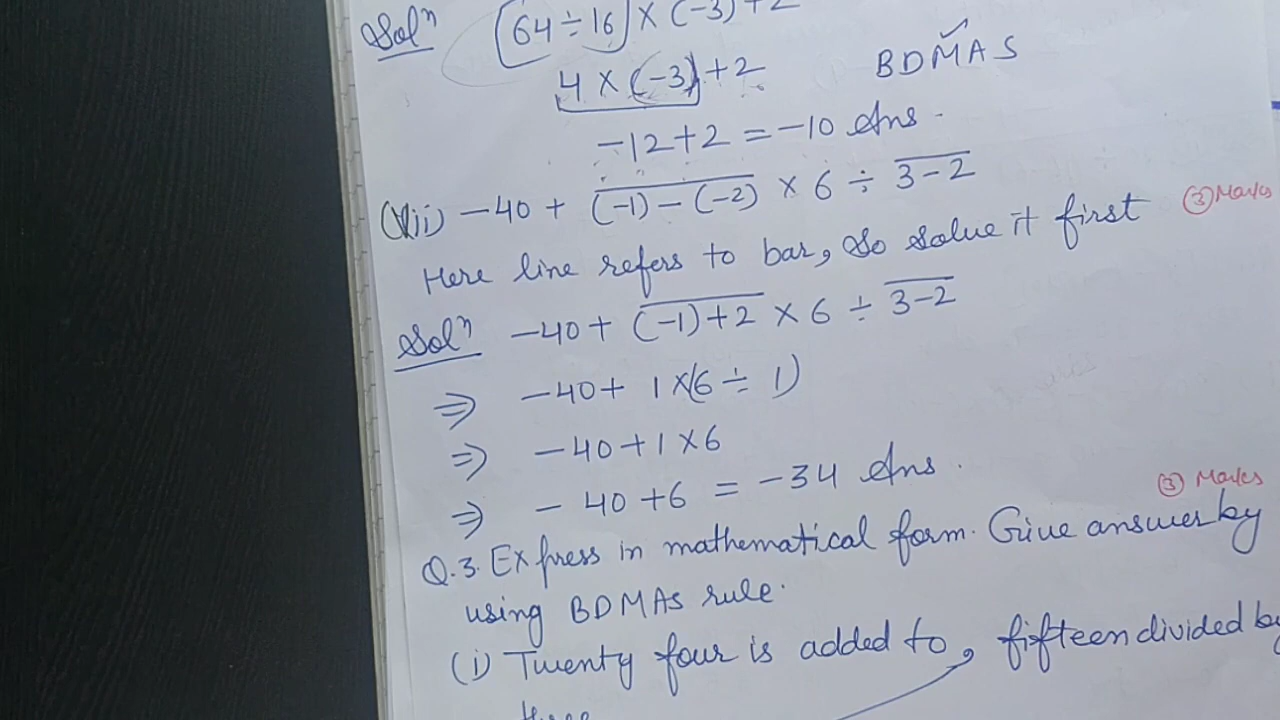 Solⁿ [64 ÷ 16] × (-3) + 2
4 × (-3) + 2 BDMAS
-12 + 2 = -10 Ans.
(vii) -40 + (-1) - (-2) × 6 ÷ 3-2 ③ Marks
Here line refers to bar, So solve it first
Solⁿ -40 + (-1) + 2 × 6 ÷ 3-2
⇒ -40 + 1 × (6 ÷ 1)
⇒ -40 + 1 × 6
⇒ - 40 + 6 = -34 Ans.
③ Marks
Q.3. Express in mathematical form. Give answer by
using BDMAS rule.
(i) Twenty four is added to, fifteen divided by